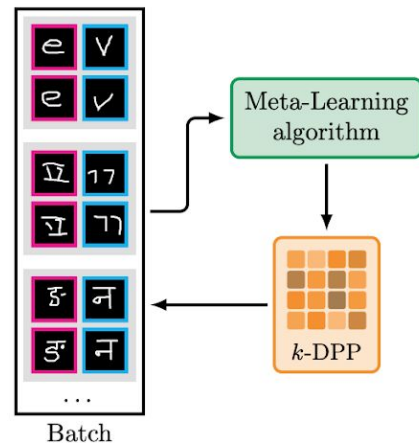 e v
e v
ङ न
ङ न
...
Batch
Meta-Learning
algorithm
k-DPP